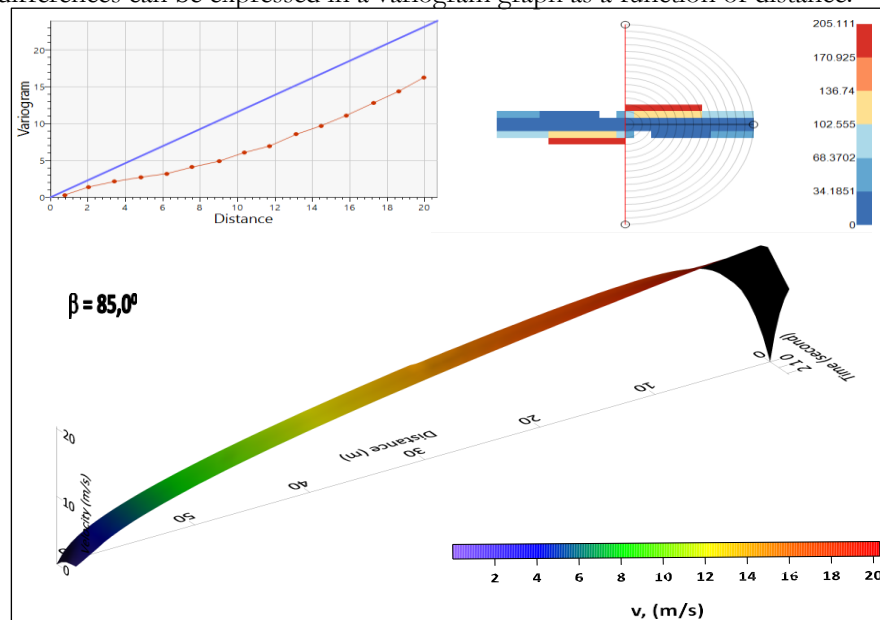 differences can be expressed in a variogram graph as a function of distance.
Variogram
20
15
10
5
0
0 2 4 6 8 10 12 14 16 18 20
Distance
205.111
170.925
136.74
102.555
68.3702
34.1851
0
β = 85,0⁰
20
10
0
0
50
40
30
20
10
0
Distance (m)
2 1 0
Time (second)
2 4 6 8 10 12 14 16 18 20
v, (m/s)